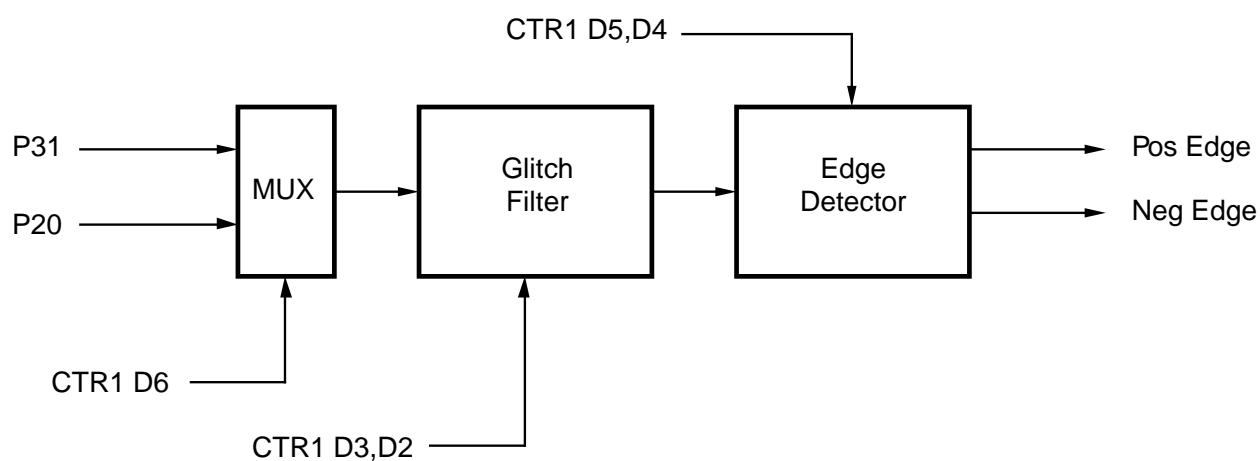 CTR1 D5,D4
P31
P20
MUX
Glitch
Filter
Edge
Detector
Pos Edge
Neg Edge
CTR1 D6
CTR1 D3,D2